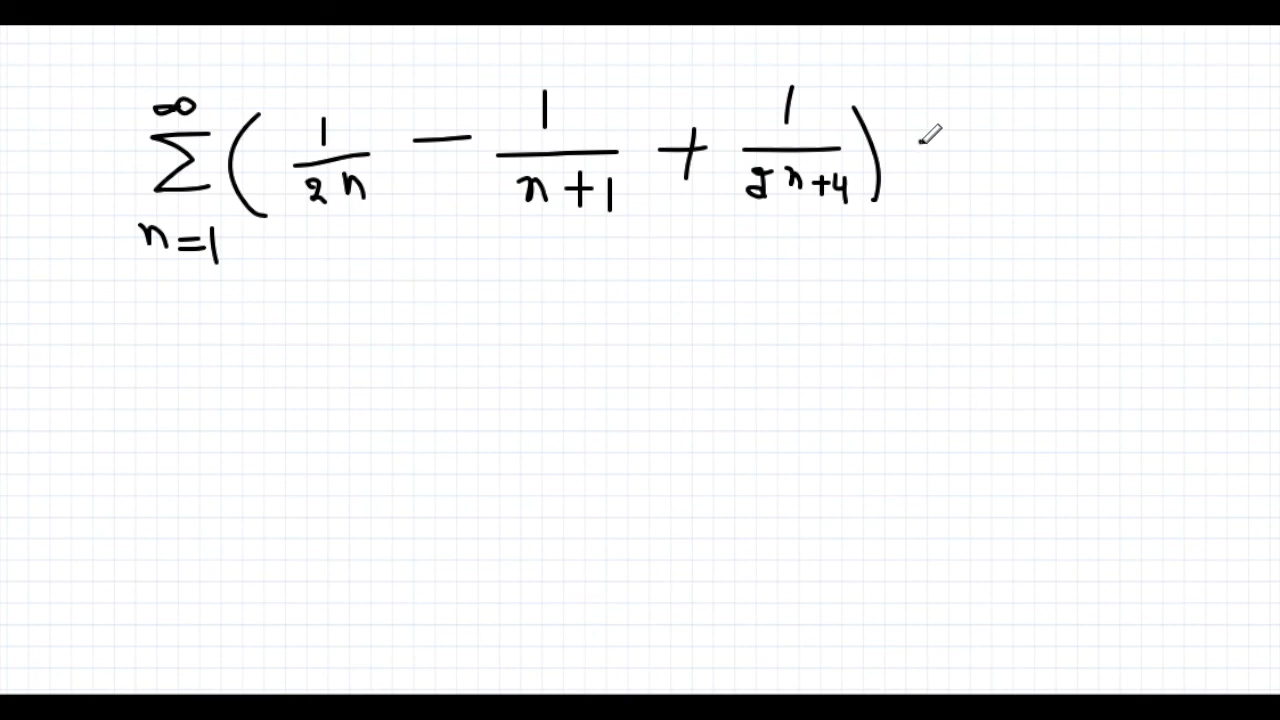 ∞
∑ ( 1/2n − 1/n+1 + 1/2n+4 )
n=1